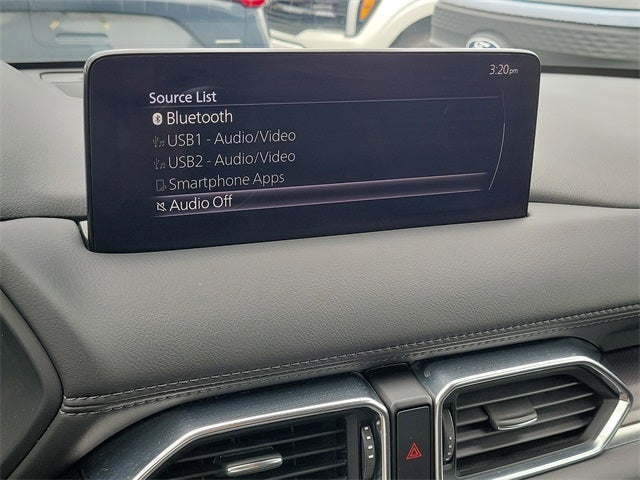 3:20pm
Source List
Bluetooth
USB1 - Audio/Video
USB2 - Audio/Video
Smartphone Apps
Audio Off